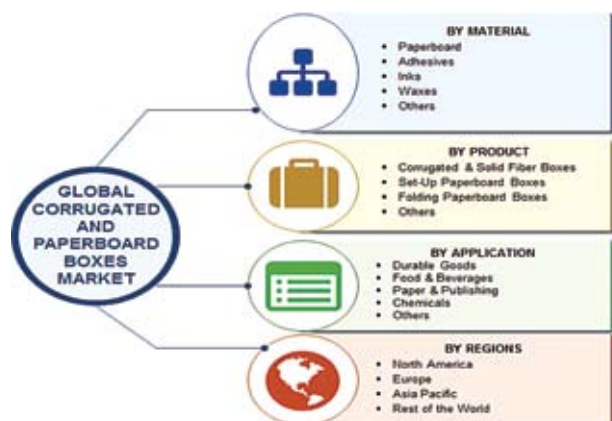 GLOBAL
CORRUGATED
AND
PAPERBOARD
BOXES
MARKET
BY MATERIAL
• Paperboard
• Adhesives
• Inks
• Waxes
• Others
BY PRODUCT
• Corrugated & Solid Fiber Boxes
• Set-Up Paperboard Boxes
• Folding Paperboard Boxes
• Others
BY APPLICATION
• Durable Goods
• Food & Beverages
• Paper & Publishing
• Chemicals
• Others
BY REGIONS
• North America
• Europe
• Asia Pacific
• Rest of the World